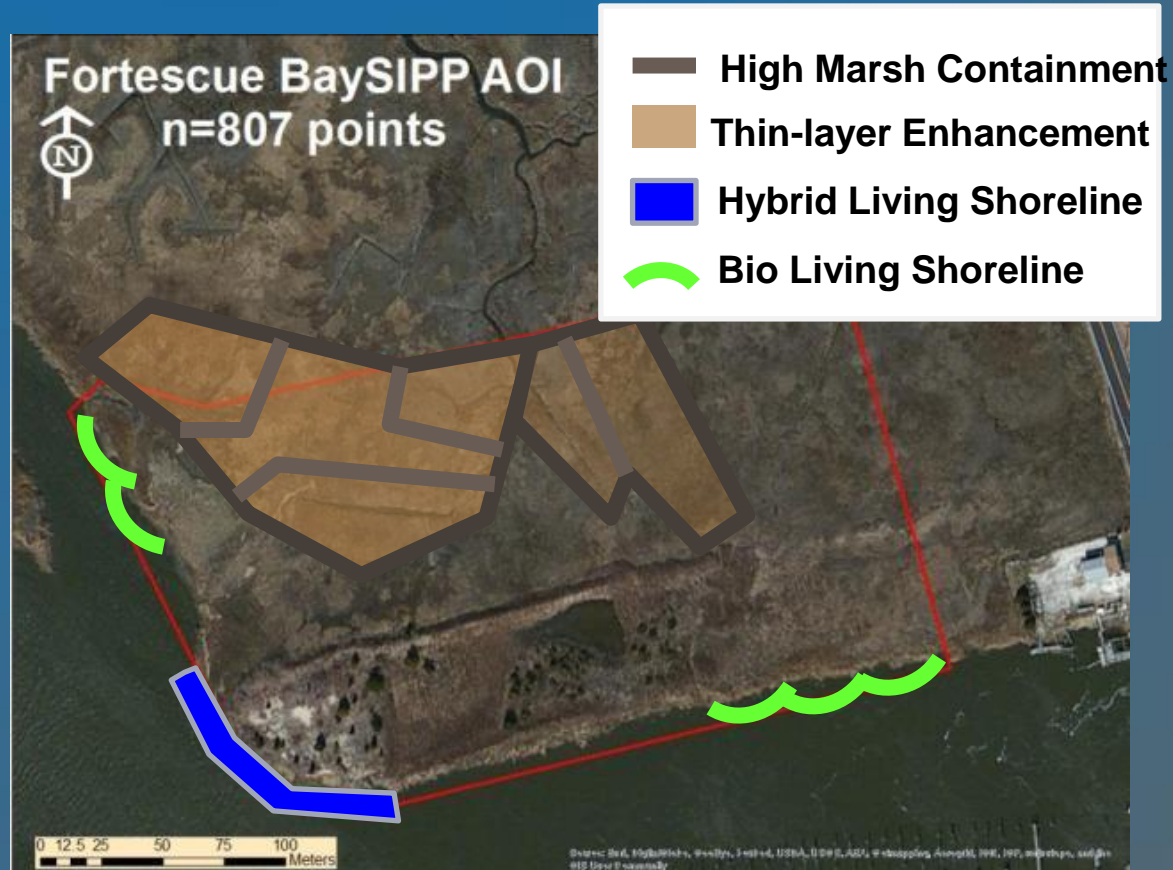 Fortescue BaySIPP AOI
n=807 points
N
High Marsh Containment
Thin-layer Enhancement
Hybrid Living Shoreline
Bio Living Shoreline
0 12.5 25 50 75 100
Meters